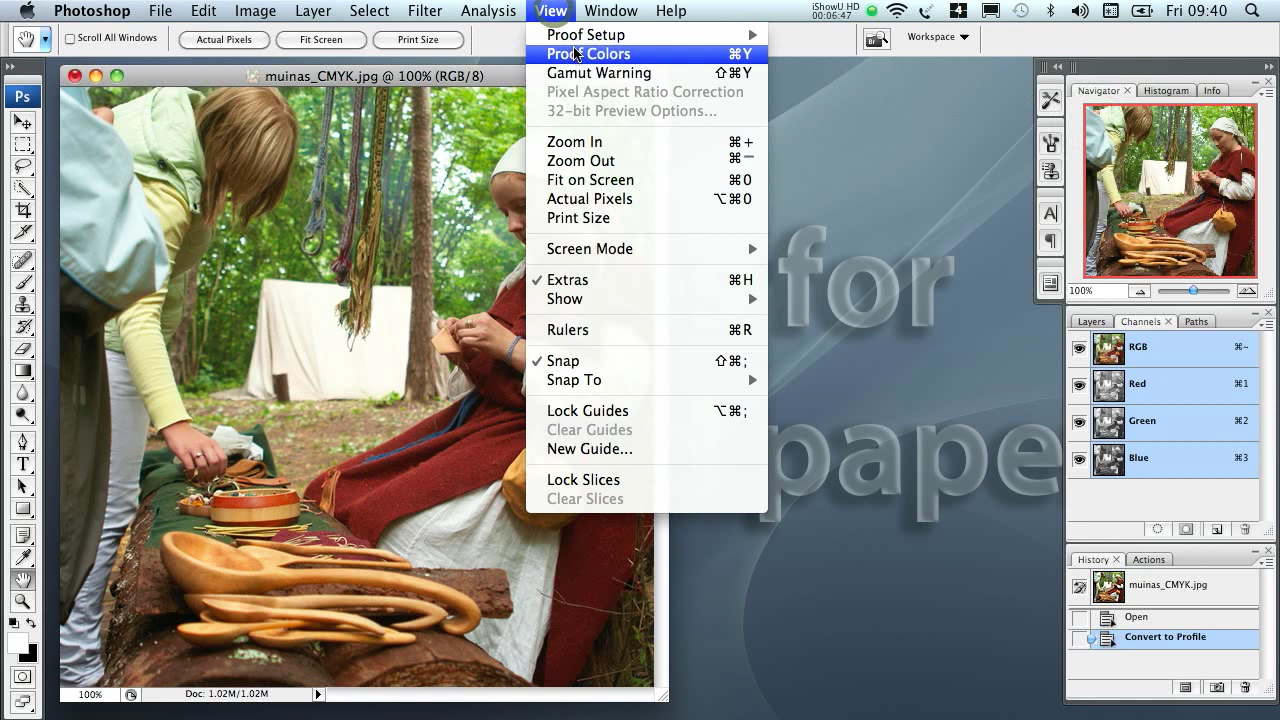 Photoshop File Edit Image Layer Select Filter Analysis View Window Help iShowU HD 00:06:47 Fri 09:40
Scroll All Windows Actual Pixels Fit Screen Print Size Workspace
Ps
muinas_CMYK.jpg @ 100% (RGB/8)
Proof Setup
Proof Colors ⌘Y
Gamut Warning ⇧⌘Y
Pixel Aspect Ratio Correction
32-bit Preview Options...
Zoom In ⌘+
Zoom Out ⌘−
Fit on Screen ⌘0
Actual Pixels ⌥⌘0
Print Size
Screen Mode
Extras ⌘H
Show
Rulers ⌘R
Snap ⇧⌘;
Snap To
Lock Guides ⌥⌘;
Clear Guides
New Guide...
Lock Slices
Clear Slices
for
pape
100% Doc: 1.02M/1.02M
Navigator Histogram Info
100%
Layers Channels Paths
RGB ⌘~
Red ⌘1
Green ⌘2
Blue ⌘3
History Actions
muinas_CMYK.jpg
Open
Convert to Profile